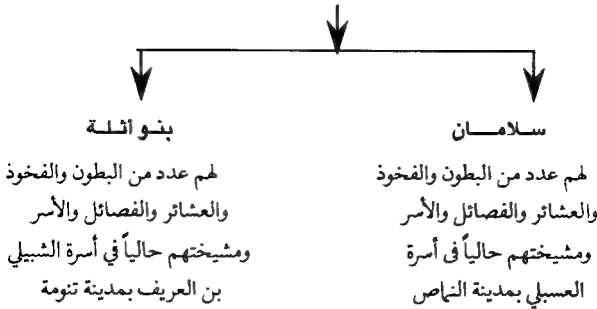 سلامان
لهم عدد من البطون والفخوذ
والعشائر والفصائل والأسر
ومشيختهم حالياً فى أسرة
العسبلي بمدينة النماص
بنو اثلة
لهم عدد من البطون والفخوذ
والعشائر والفصائل والأسر
ومشيختهم حالياً في أسرة الشبيلي
بن العريف بمدينة تنومة